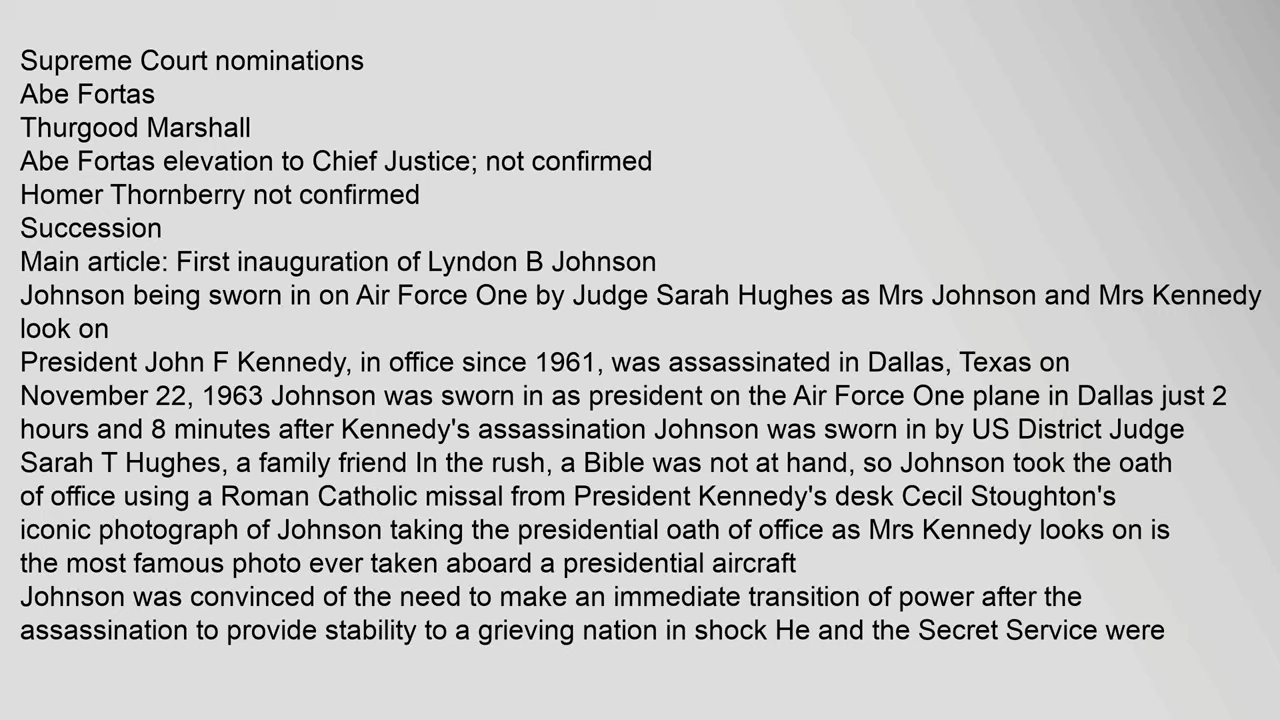 Supreme Court nominations
Abe Fortas
Thurgood Marshall
Abe Fortas elevation to Chief Justice; not confirmed
Homer Thornberry not confirmed
Succession
Main article: First inauguration of Lyndon B Johnson
Johnson being sworn in on Air Force One by Judge Sarah Hughes as Mrs Johnson and Mrs Kennedy
look on
President John F Kennedy, in office since 1961, was assassinated in Dallas, Texas on
November 22, 1963 Johnson was sworn in as president on the Air Force One plane in Dallas just 2
hours and 8 minutes after Kennedy's assassination Johnson was sworn in by US District Judge
Sarah T Hughes, a family friend In the rush, a Bible was not at hand, so Johnson took the oath
of office using a Roman Catholic missal from President Kennedy's desk Cecil Stoughton's
iconic photograph of Johnson taking the presidential oath of office as Mrs Kennedy looks on is
the most famous photo ever taken aboard a presidential aircraft
Johnson was convinced of the need to make an immediate transition of power after the
assassination to provide stability to a grieving nation in shock He and the Secret Service were